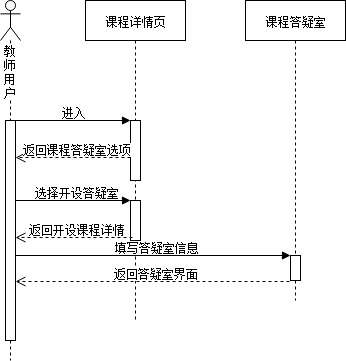 教师用户
课程详情页
课程答疑室
进入
返回课程答疑室选项
选择开设答疑室
返回开设课程详情
填写答疑室信息
返回答疑室界面